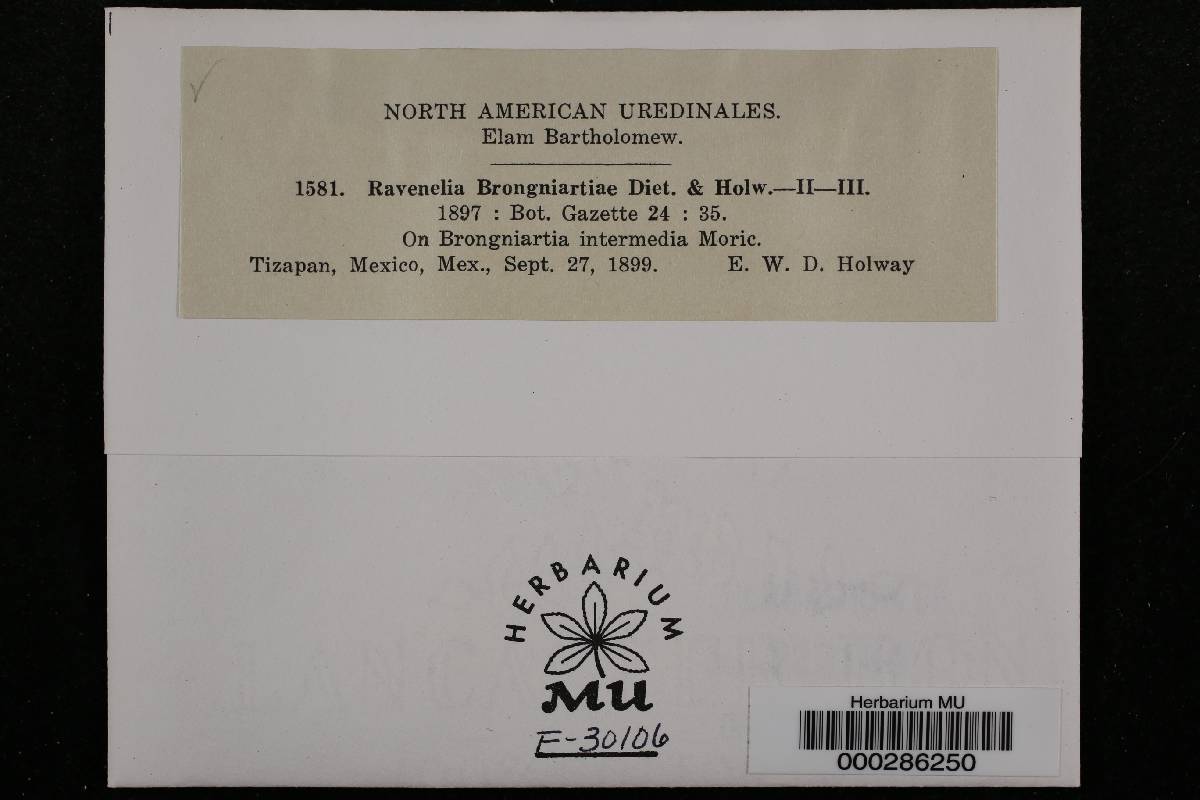 NORTH AMERICAN UREDINALES.
Elam Bartholomew.
1581. Ravenelia Brongniartiae Diet. & Holw.—II—III.
1897 : Bot. Gazette 24 : 35.
On Brongniartia intermedia Moric.
Tizapan, Mexico, Mex., Sept. 27, 1899. E. W. D. Holway
HERBARIUM
MU
F-30106
Herbarium MU
000286250